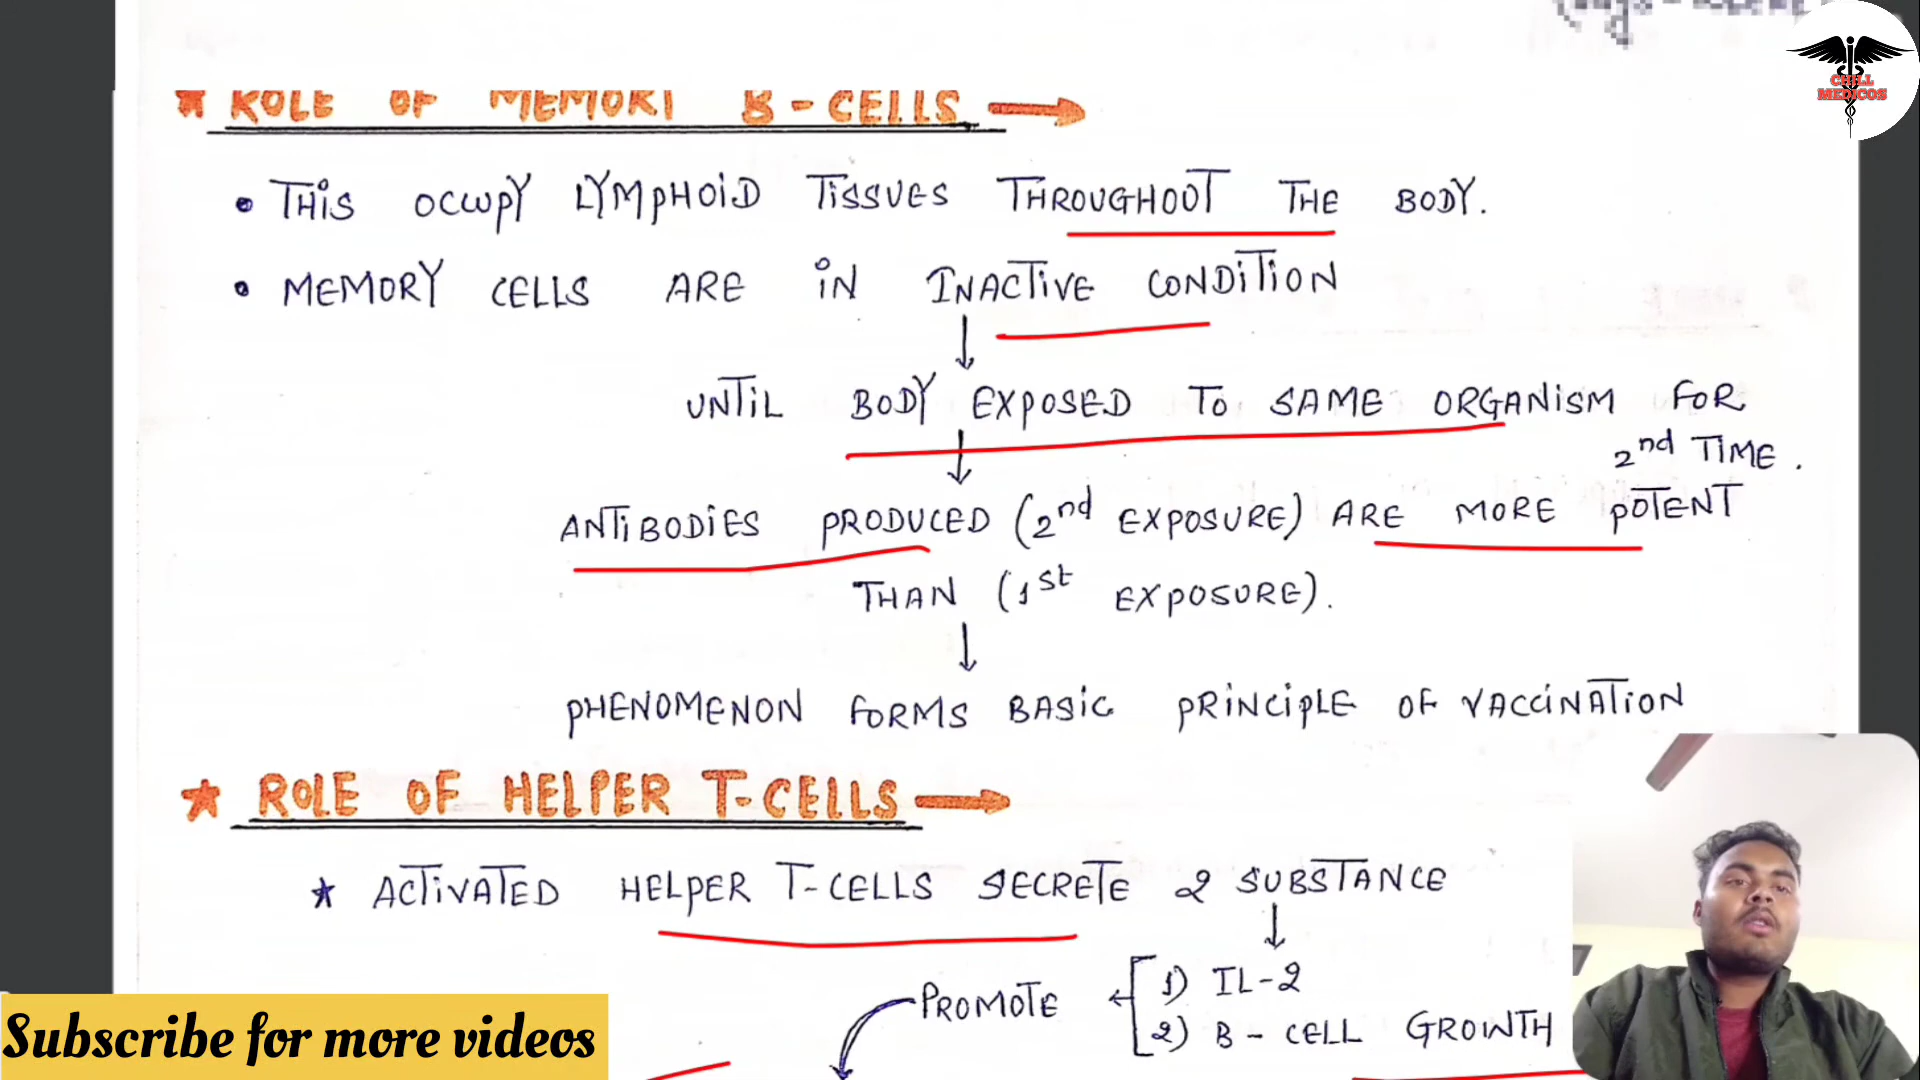 CHILL
MEDICOS
★ ROLE OF MEMORY B-CELLS →
• THIS OCCUPY LYMPHOID TISSUES THROUGHOUT THE BODY.
• MEMORY CELLS ARE IN INACTIVE CONDITION
↓
UNTIL BODY EXPOSED TO SAME ORGANISM FOR
2nd TIME.
↓
ANTIBODIES PRODUCED (2nd EXPOSURE) ARE MORE POTENT
THAN (1st EXPOSURE).
↓
PHENOMENON FORMS BASIC PRINCIPLE OF VACCINATION
★ ROLE OF HELPER T-CELLS →
★ ACTIVATED HELPER T-CELLS SECRETE 2 SUBSTANCE
↓
PROMOTE ← 1) IL-2
2) B-CELL GROWTH
Subscribe for more videos